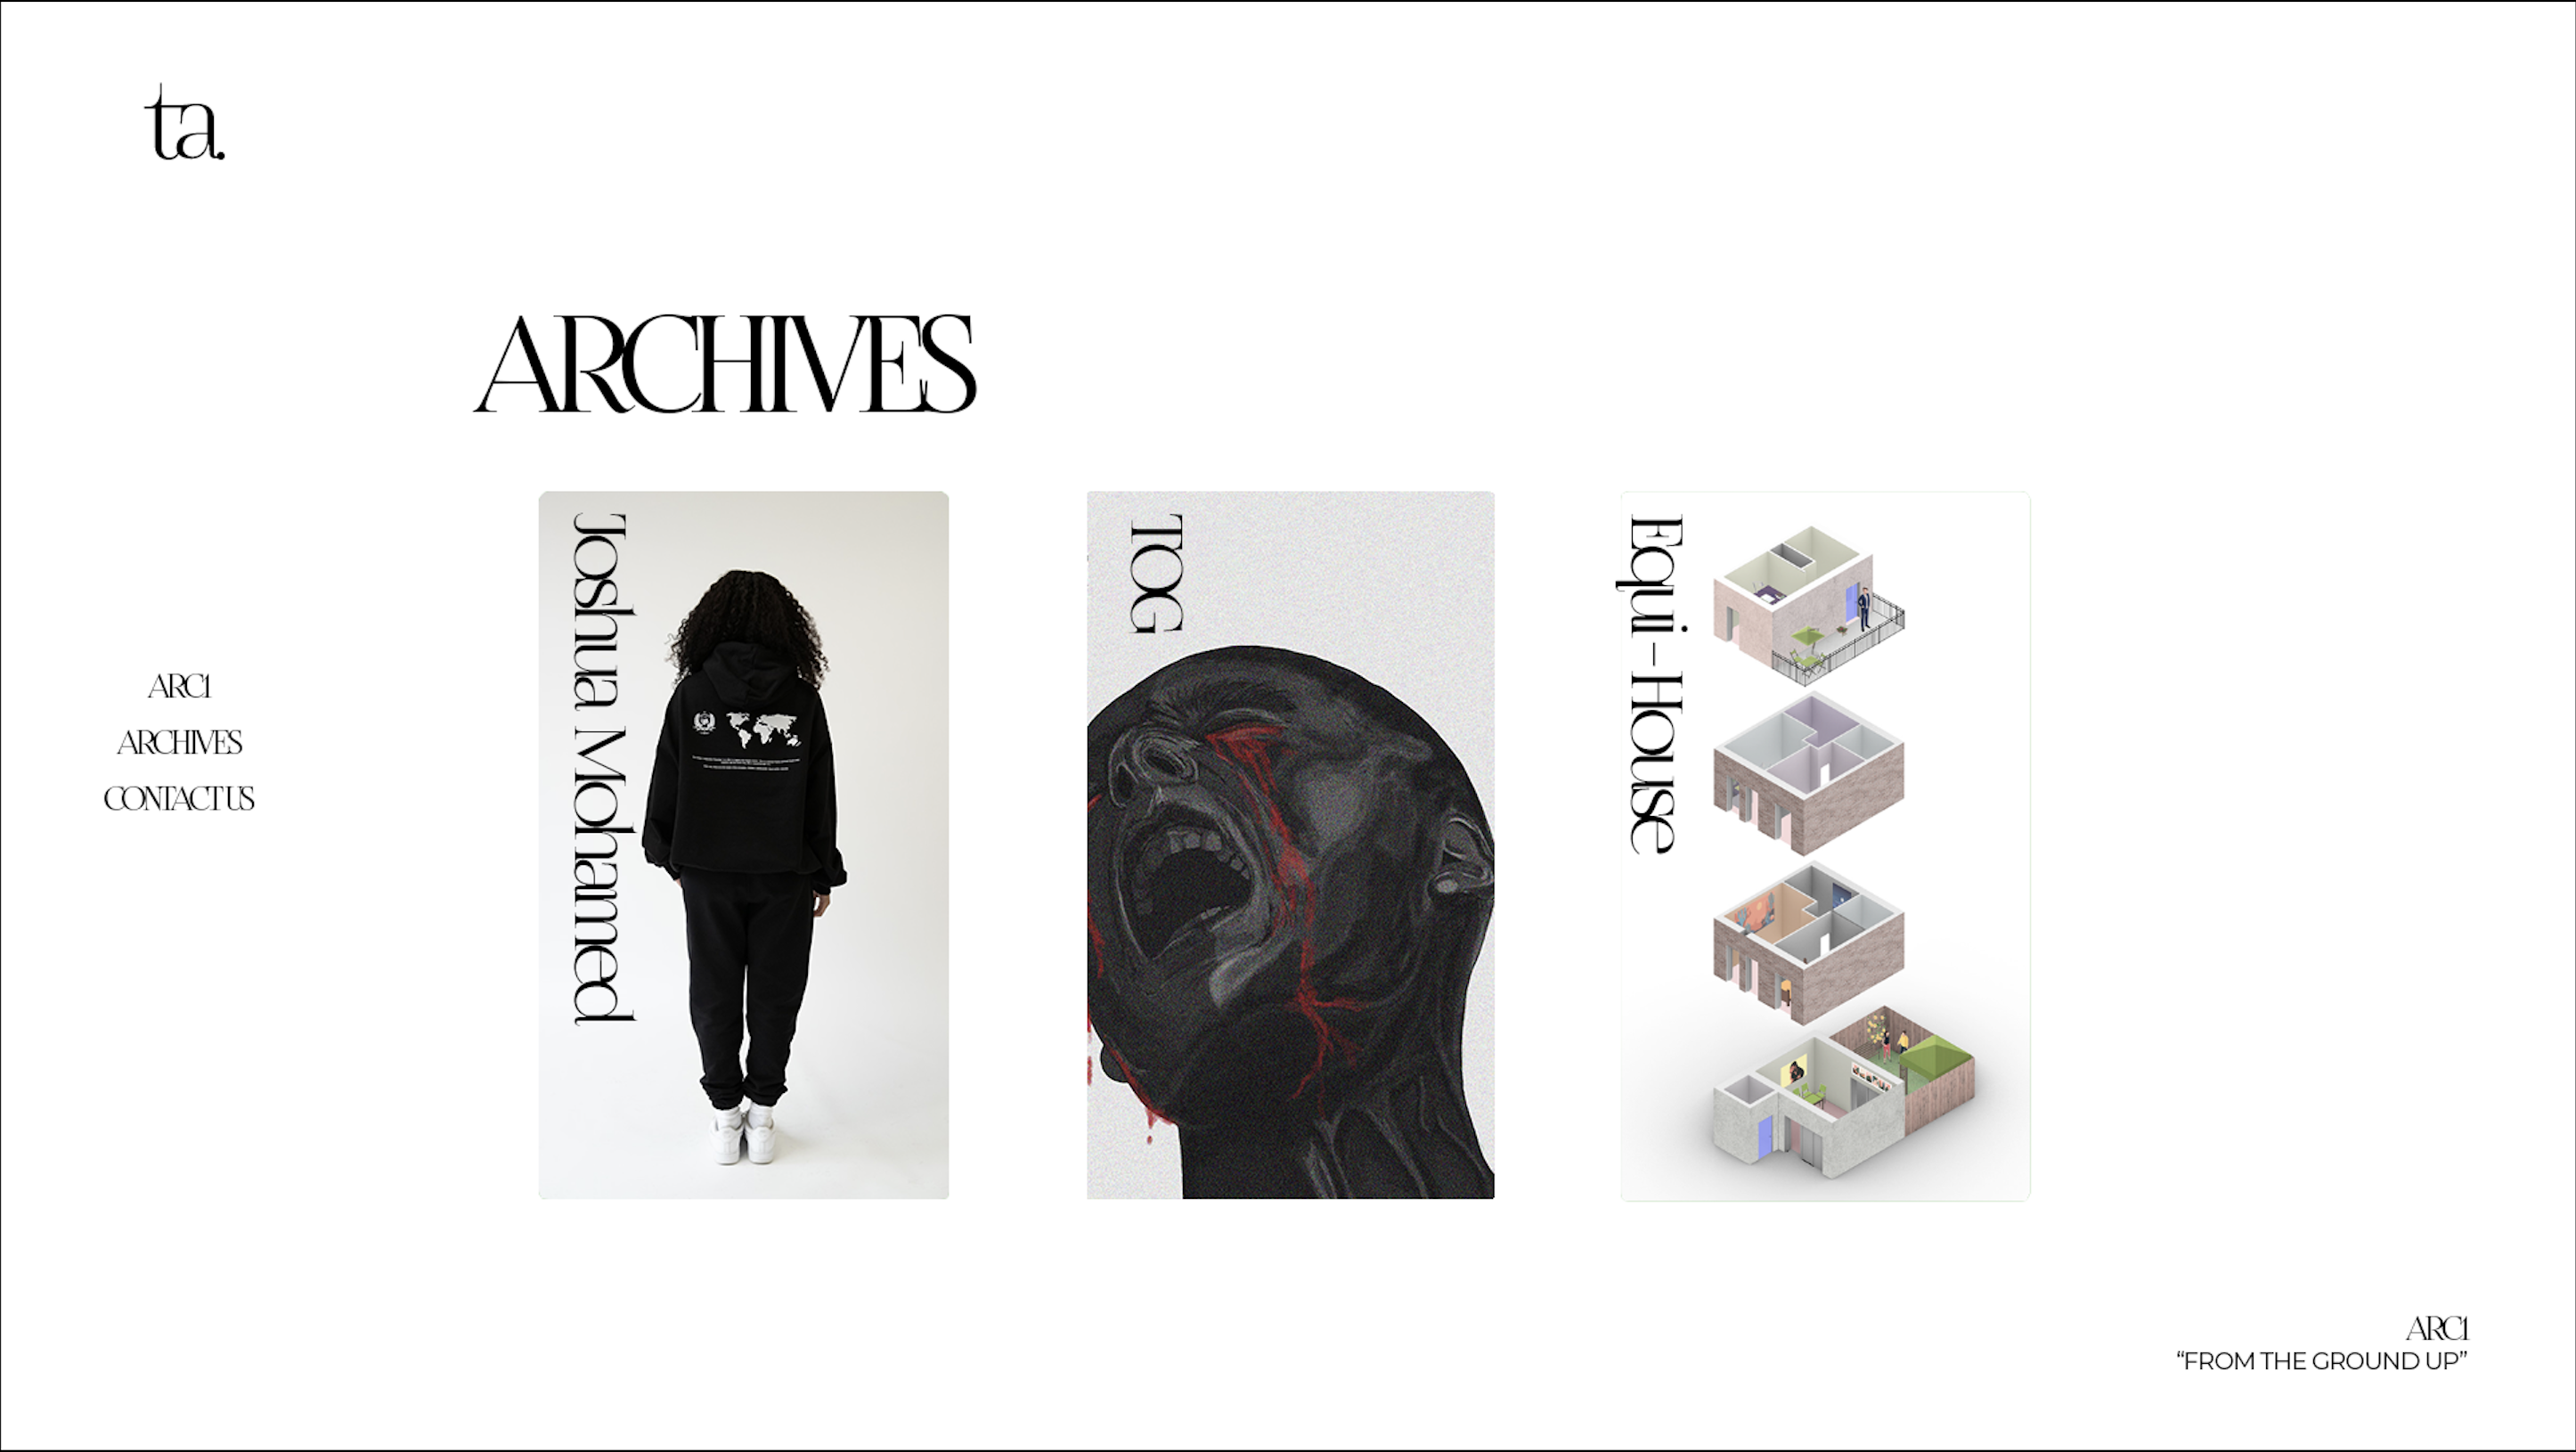 ta.
ARCHIVES
Joshua Mohamed
TOG
Equi-House
ARC1
ARCHIVES
CONTACT US
ARC1
“FROM THE GROUND UP”